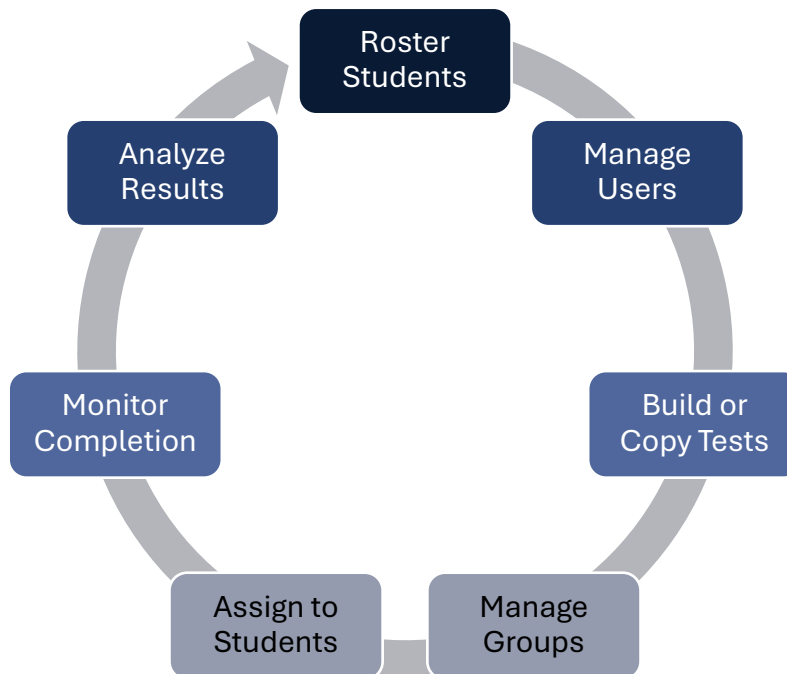 Roster
Students
Manage
Users
Build or
Copy Tests
Manage
Groups
Assign to
Students
Monitor
Completion
Analyze
Results